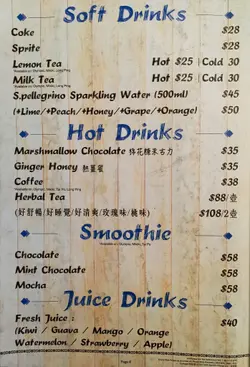 Soft Drinks
Coke $28
Sprite $28
Lemon Tea Hot $25 | Cold 30
Milk Tea Hot $25 | Cold 30
S.pellegrino Sparkling Water (500ml) $45
(+Lime/+Peach/+Honey/+Grape/+Orange) $50
Hot Drinks
Marshmallow Chocolate 棉花糖朱古力 $35
Ginger Honey 熱薑蜜 $35
Coffee $38
Herbal Tea $88/壺
(好舒暢/好睡覺/好清爽/玫瑰味/桃味) $108/2壺
Smoothie
Chocolate $58
Mint Chocolate $58
Mocha $58
Juice Drinks
Fresh Juice : $40
(Kiwi / Guava / Mango / Orange
Watermelon / Strawberry / Apple)